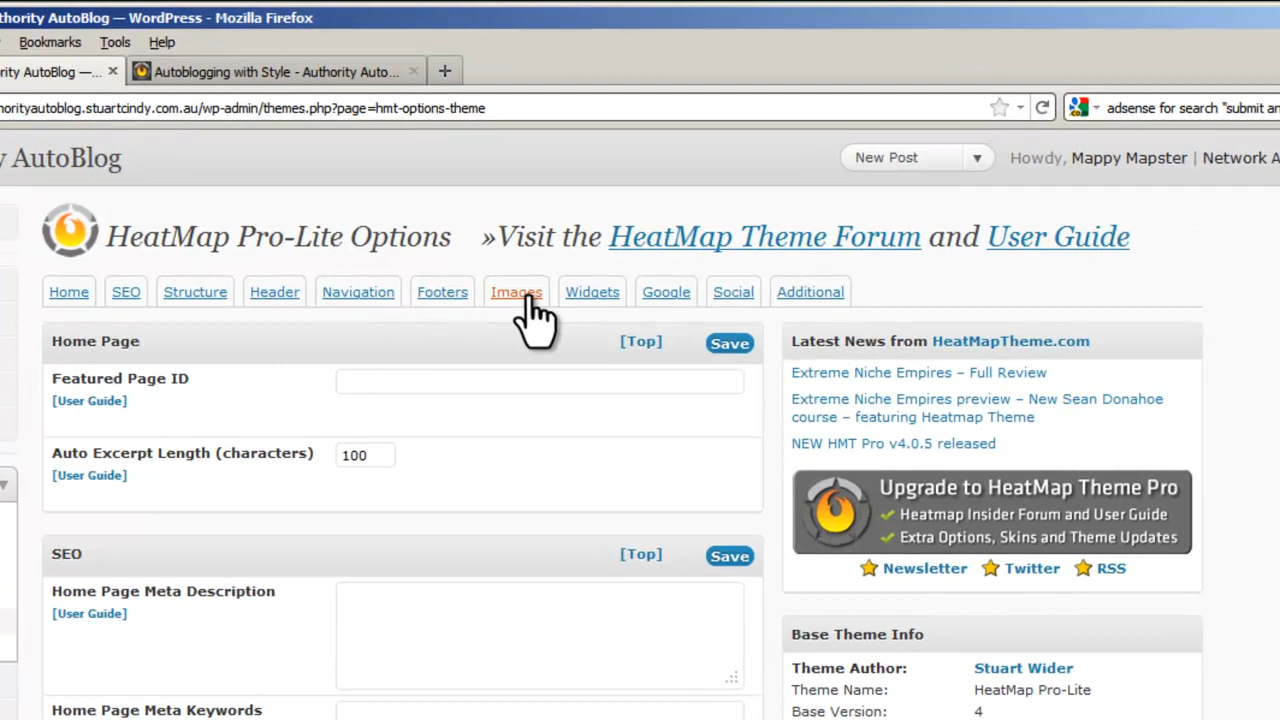 thority AutoBlog — WordPress - Mozilla Firefox
Bookmarks Tools Help
rity AutoBlog —... × Autoblogging with Style - Authority Auto... × +
horityautoblog.stuartcindy.com.au/wp-admin/themes.php?page=hmt-options-theme
adsense for search "submit an
y AutoBlog
New Post
Howdy, Mappy Mapster | Network A
HeatMap Pro-Lite Options »Visit the HeatMap Theme Forum and User Guide
Home SEO Structure Header Navigation Footers Images Widgets Google Social Additional
Home Page [Top] Save
Featured Page ID
[User Guide]
Auto Excerpt Length (characters) 100
[User Guide]
SEO [Top] Save
Home Page Meta Description
[User Guide]
Home Page Meta Keywords
Latest News from HeatMapTheme.com
Extreme Niche Empires – Full Review
Extreme Niche Empires preview – New Sean Donahoe
course – featuring Heatmap Theme
NEW HMT Pro v4.0.5 released
Upgrade to HeatMap Theme Pro
Heatmap Insider Forum and User Guide
Extra Options, Skins and Theme Updates
Newsletter Twitter RSS
Base Theme Info
Theme Author: Stuart Wider
Theme Name: HeatMap Pro-Lite
Base Version: 4